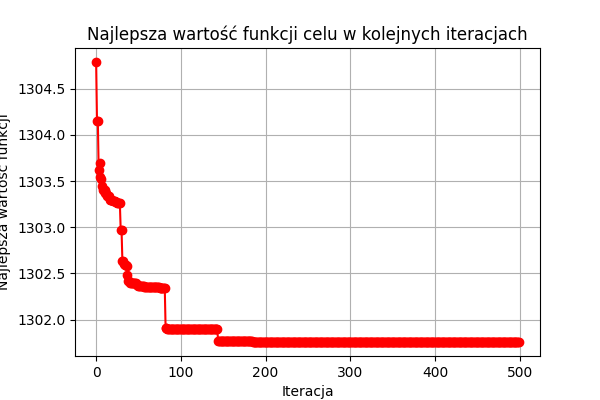 Najlepsza wartość funkcji celu w kolejnych iteracjach
Najlepsza wartość funkcji
1304.5
1304.0
1303.5
1303.0
1302.5
1302.0
0 100 200 300 400 500
Iteracja